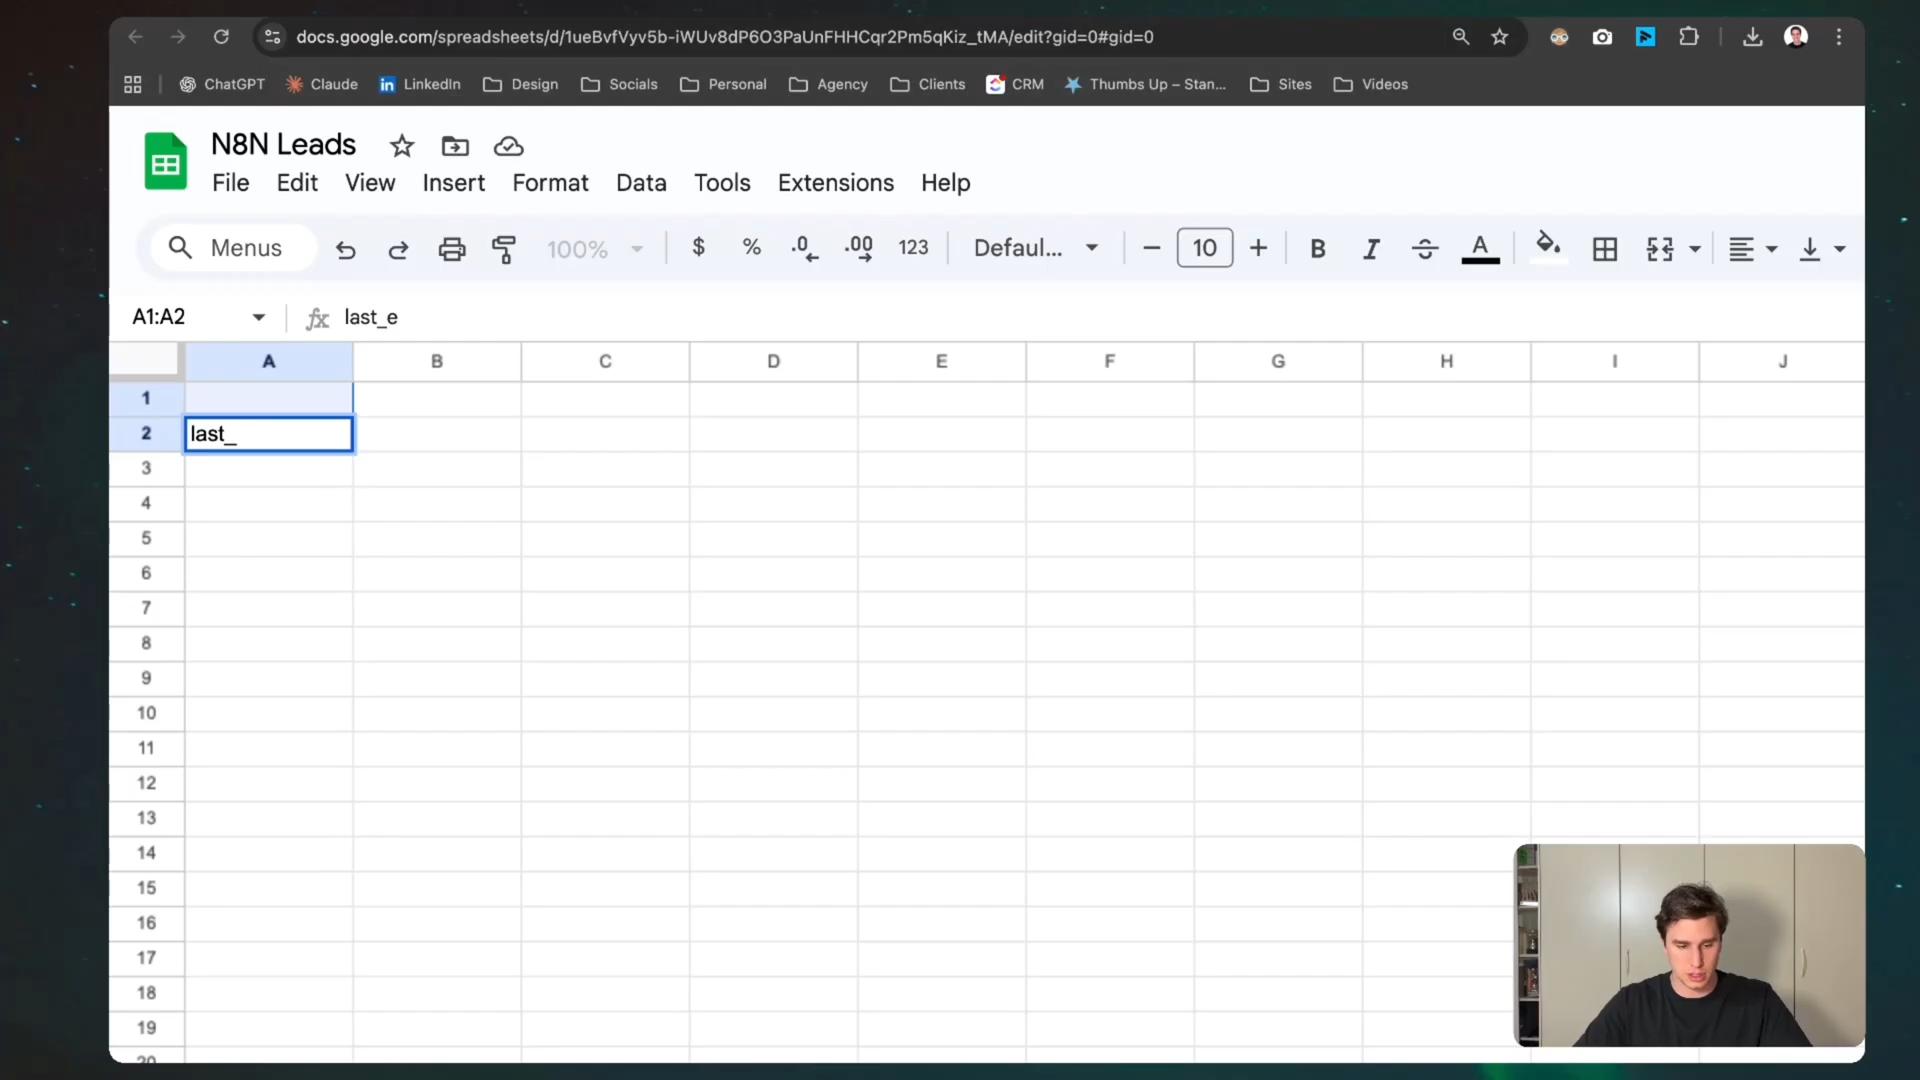 docs.google.com/spreadsheets/d/1ueBvfVyv5b-iWUv8dP6O3PaUnFHHCqr2Pm5qKiz_tMA/edit?gid=0#gid=0
ChatGPT Claude LinkedIn Design Socials Personal Agency Clients CRM Thumbs Up – Stan... Sites Videos
N8N Leads
File Edit View Insert Format Data Tools Extensions Help
Menus 100% $ % .0 .00 123 Defaul... − 10 + B I A
A1:A2 fx last_e
A B C D E F G H I J
1
2 last_
3
4
5
6
7
8
9
10
11
12
13
14
15
16
17
18
19
20